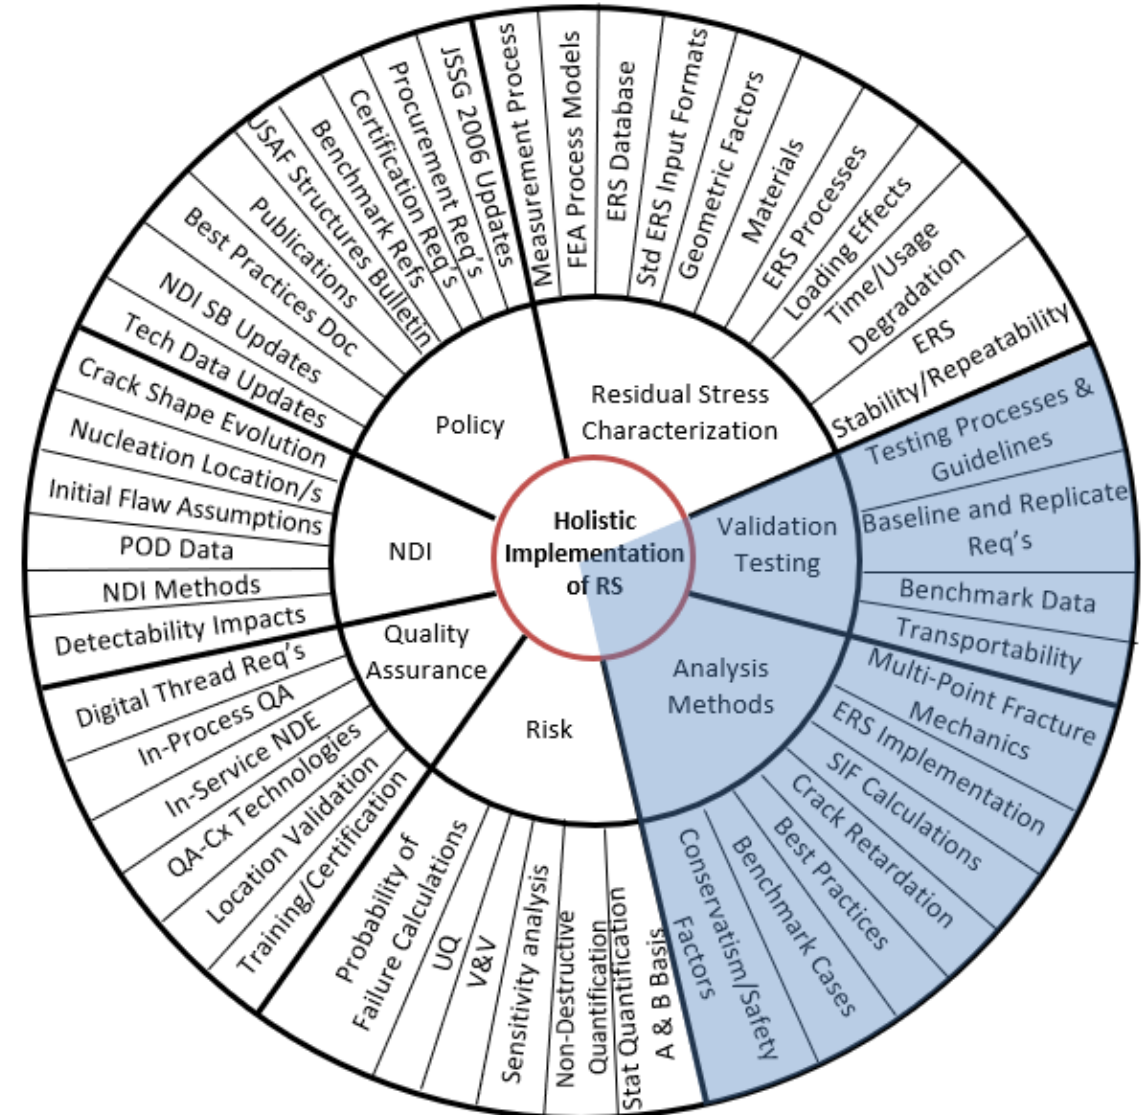 Holistic
Implementation
of RS
Residual Stress
Characterization
Measurement Process
FEA Process Models
ERS Database
Std ERS Input Formats
Geometric Factors
Materials
ERS Processes
Loading Effects
Time/Usage
Degradation
ERS
Stability/Repeatability
Validation
Testing
Testing Processes &
Guidelines
Baseline and Replicate
Req's
Benchmark Data
Transportability
Analysis
Methods
Multi-Point Fracture
Mechanics
ERS Implementation
SIF Calculations
Crack Retardation
Best Practices
Benchmark Cases
Conservatism/Safety
Factors
Risk
A & B Basis
Stat Quantification
Non-Destructive
Quantification
Sensitivity analysis
V&V
UQ
Probability of
Failure Calculations
Quality
Assurance
Training/Certification
Location Validation
QA-Cx Technologies
In-Service NDE
In-Process QA
Digital Thread Req's
NDI
Detectability Impacts
NDI Methods
POD Data
Initial Flaw Assumptions
Nucleation Location/s
Crack Shape Evolution
Policy
Tech Data Updates
NDI SB Updates
Best Practices Doc
Publications
USAF Structures Bulletin
Benchmark Refs
Certification Req's
Procurement Req's
JSSG 2006 Updates